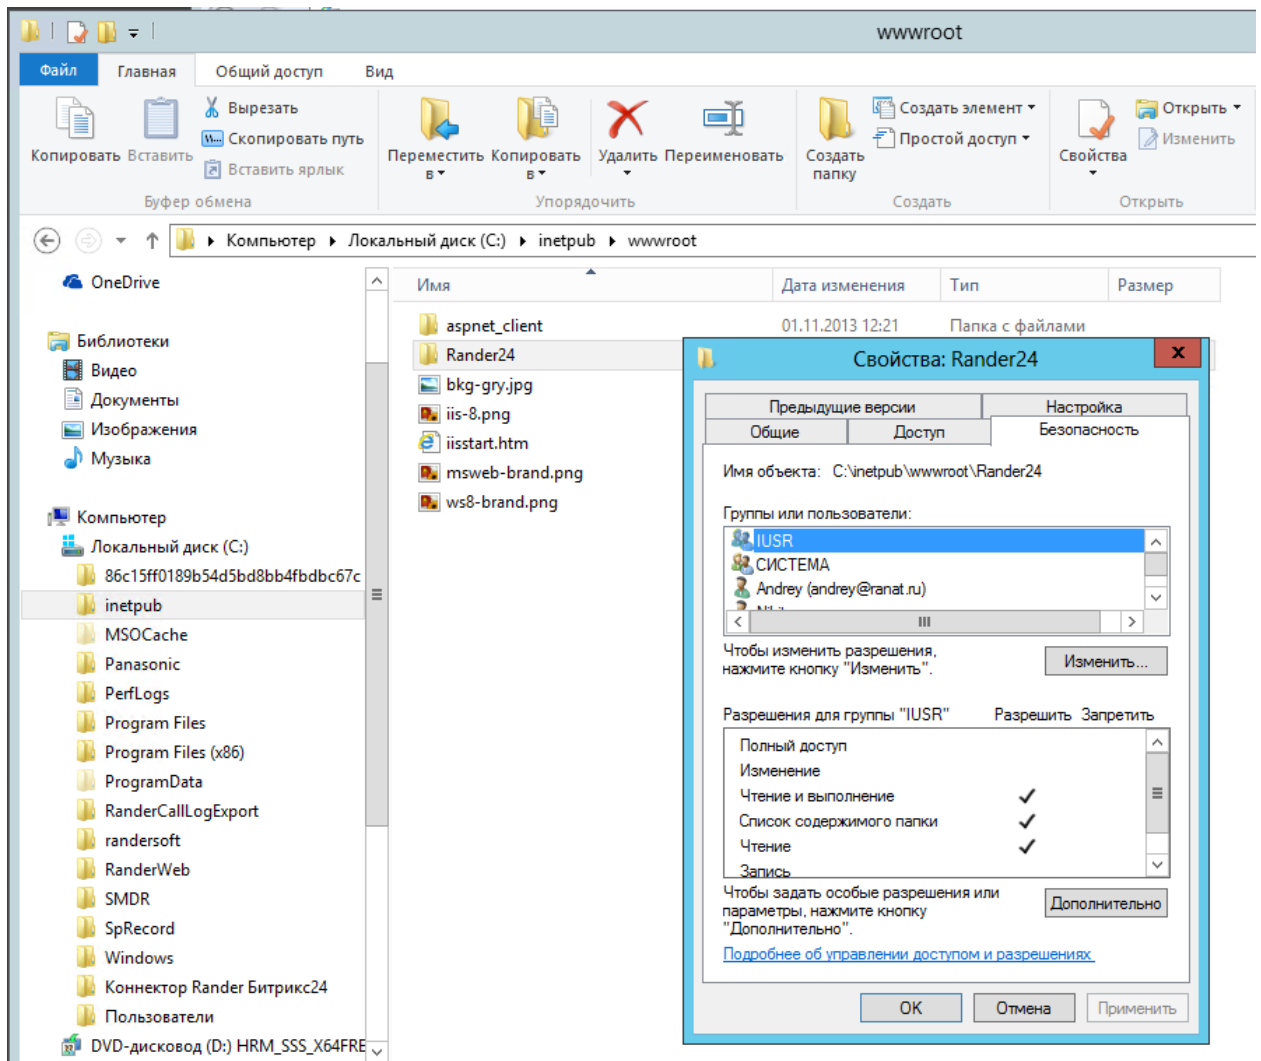 wwwroot
Файл Главная Общий доступ Вид
Копировать Вставить
Вырезать
Скопировать путь
Вставить ярлык
Буфер обмена
Переместить в
Копировать в
Удалить Переименовать
Упорядочить
Создать папку
Создать элемент
Простой доступ
Создать
Свойства
Открыть
Изменить
Открыть
Компьютер Локальный диск (C:) inetpub wwwroot
OneDrive
Библиотеки
Видео
Документы
Изображения
Музыка
Компьютер
Локальный диск (C:)
86c15ff0189b54d5bd8bb4fbdbc67c
inetpub
MSOCache
Panasonic
PerfLogs
Program Files
Program Files (x86)
ProgramData
RanderCallLogExport
randersoft
RanderWeb
SMDR
SpRecord
Windows
Коннектор Rander Битрикс24
Пользователи
DVD-дисковод (D:) HRM_SSS_X64FRE
Имя Дата изменения Тип Размер
aspnet_client 01.11.2013 12:21 Папка с файлами
Rander24
bkg-gry.jpg
iis-8.png
iisstart.htm
msweb-brand.png
ws8-brand.png
Свойства: Rander24
Предыдущие версии Настройка
Общие Доступ Безопасность
Имя объекта: C:\inetpub\wwwroot\Rander24
Группы или пользователи:
IUSR
СИСТЕМА
Andrey (andrey@ranat.ru)
Чтобы изменить разрешения,
нажмите кнопку "Изменить".
Изменить...
Разрешения для группы "IUSR" Разрешить Запретить
Полный доступ
Изменение
Чтение и выполнение
Список содержимого папки
Чтение
Запись
Чтобы задать особые разрешения или
параметры, нажмите кнопку
"Дополнительно".
Дополнительно
Подробнее об управлении доступом и разрешениях
OK Отмена Применить